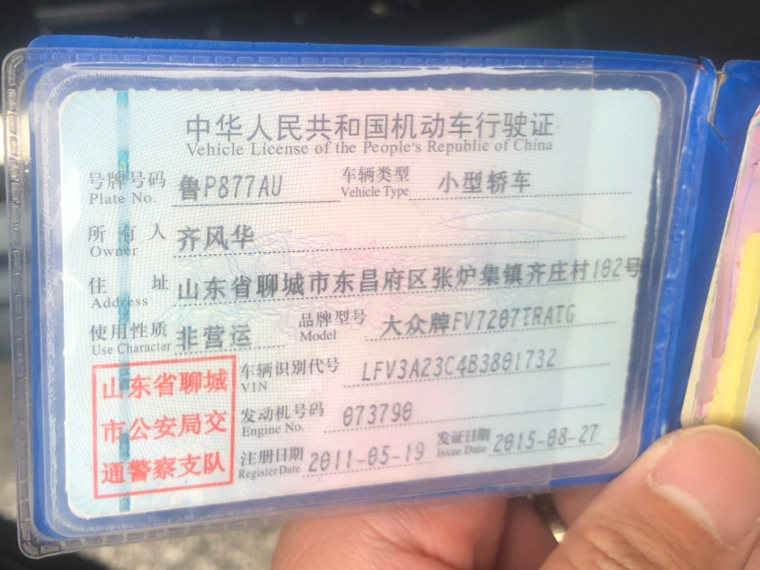 中华人民共和国机动车行驶证
Vehicle License of the People's Republic of China
号牌号码 鲁P877AU 车辆类型 小型轿车
Plate No. Vehicle Type
所有人 齐风华
Owner
住址 山东省聊城市东昌府区张炉集镇齐庄村102号
Address
使用性质 非营运 品牌型号 大众牌FV7207TRATG
Use Character Model
车辆识别代号 LFV3A23C4B3801732
VIN
发动机号码 073790
Engine No.
注册日期 2011-05-19 发证日期 2015-08-27
Register Date Issue Date
山东省聊城
市公安局交
通警察支队